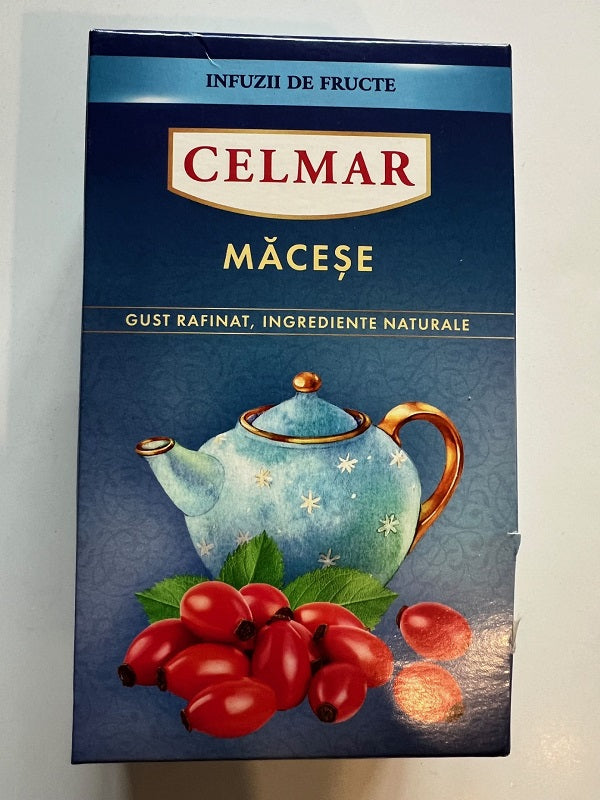 INFUZII DE FRUCTE
CELMAR
MĂCEȘE
GUST RAFINAT, INGREDIENTE NATURALE